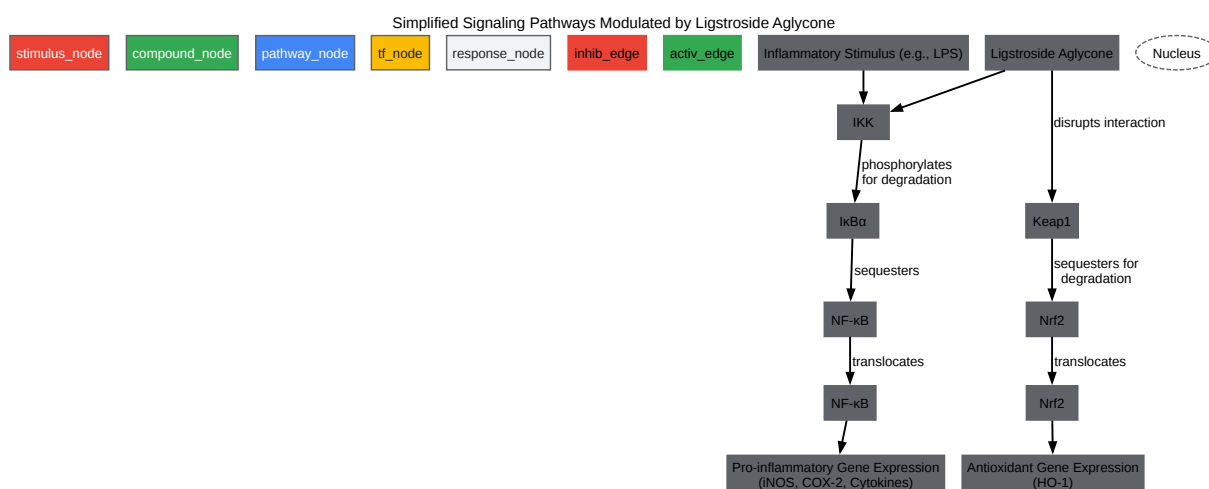 Simplified Signaling Pathways Modulated by Ligstroside Aglycone
stimulus_node
compound_node
pathway_node
tf_node
response_node
inhib_edge
activ_edge
Inflammatory Stimulus (e.g., LPS)
Ligstroside Aglycone
Nucleus
IKK
disrupts interaction
phosphorylates
for degradation
IκBα
Keap1
sequesters
sequesters for
degradation
NF-κB
Nrf2
translocates
translocates
NF-κB
Nrf2
Pro-inflammatory Gene Expression
(iNOS, COX-2, Cytokines)
Antioxidant Gene Expression
(HO-1)